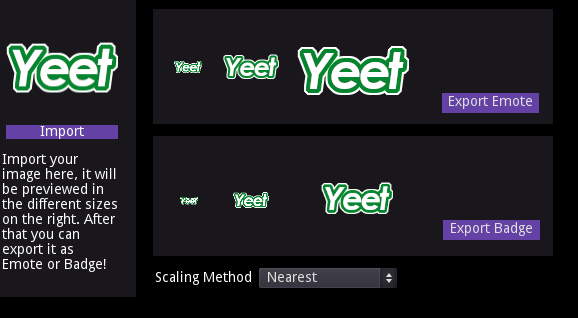 Yeet
Import
Import your
image here, it will
be previewed in
the different sizes
on the right. After
that you can
export it as
Emote or Badge!
Yeet Yeet Yeet
Export Emote
Yeet Yeet
Export Badge
Scaling Method Nearest